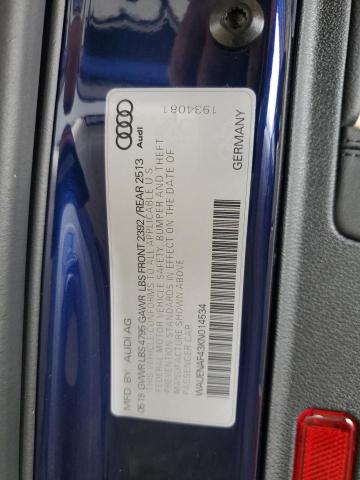 1934081
Audi
GERMANY
MFD. BY AUDI AG
05.18 GVWR LBS 4795 GAWR LBS FRONT 2392/REAR 2513
THIS VEHICLE CONFORMS TO ALL APPLICABLE U.S.
FEDERAL MOTOR VEHICLE SAFETY, BUMPER AND THEFT
PREVENTION STANDARDS IN EFFECT ON THE DATE OF
MANUFACTURE SHOWN ABOVE.
PASSENGER CAR
WAUENAF43KN014534